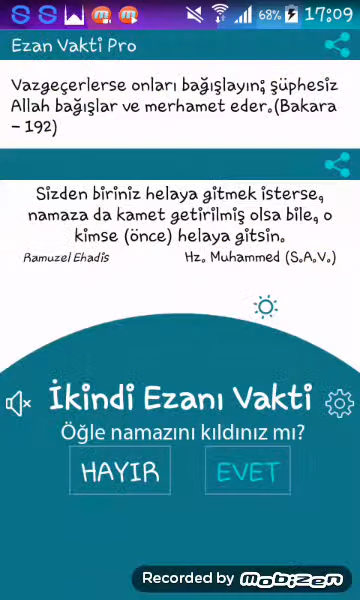 68% 17:09
Ezan Vakti Pro
Vazgeçerlerse onları bağışlayın; şüphesiz
Allah bağışlar ve merhamet eder.(Bakara
- 192)
Sizden biriniz helaya gitmek isterse,
namaza da kamet getirilmiş olsa bile, o
kimse (önce) helaya gitsin.
Ramuzel Ehadis Hz. Muhammed (S.A.V.)
İkindi Ezanı Vakti
Öğle namazını kıldınız mı?
HAYIR EVET
Recorded by Mobizen